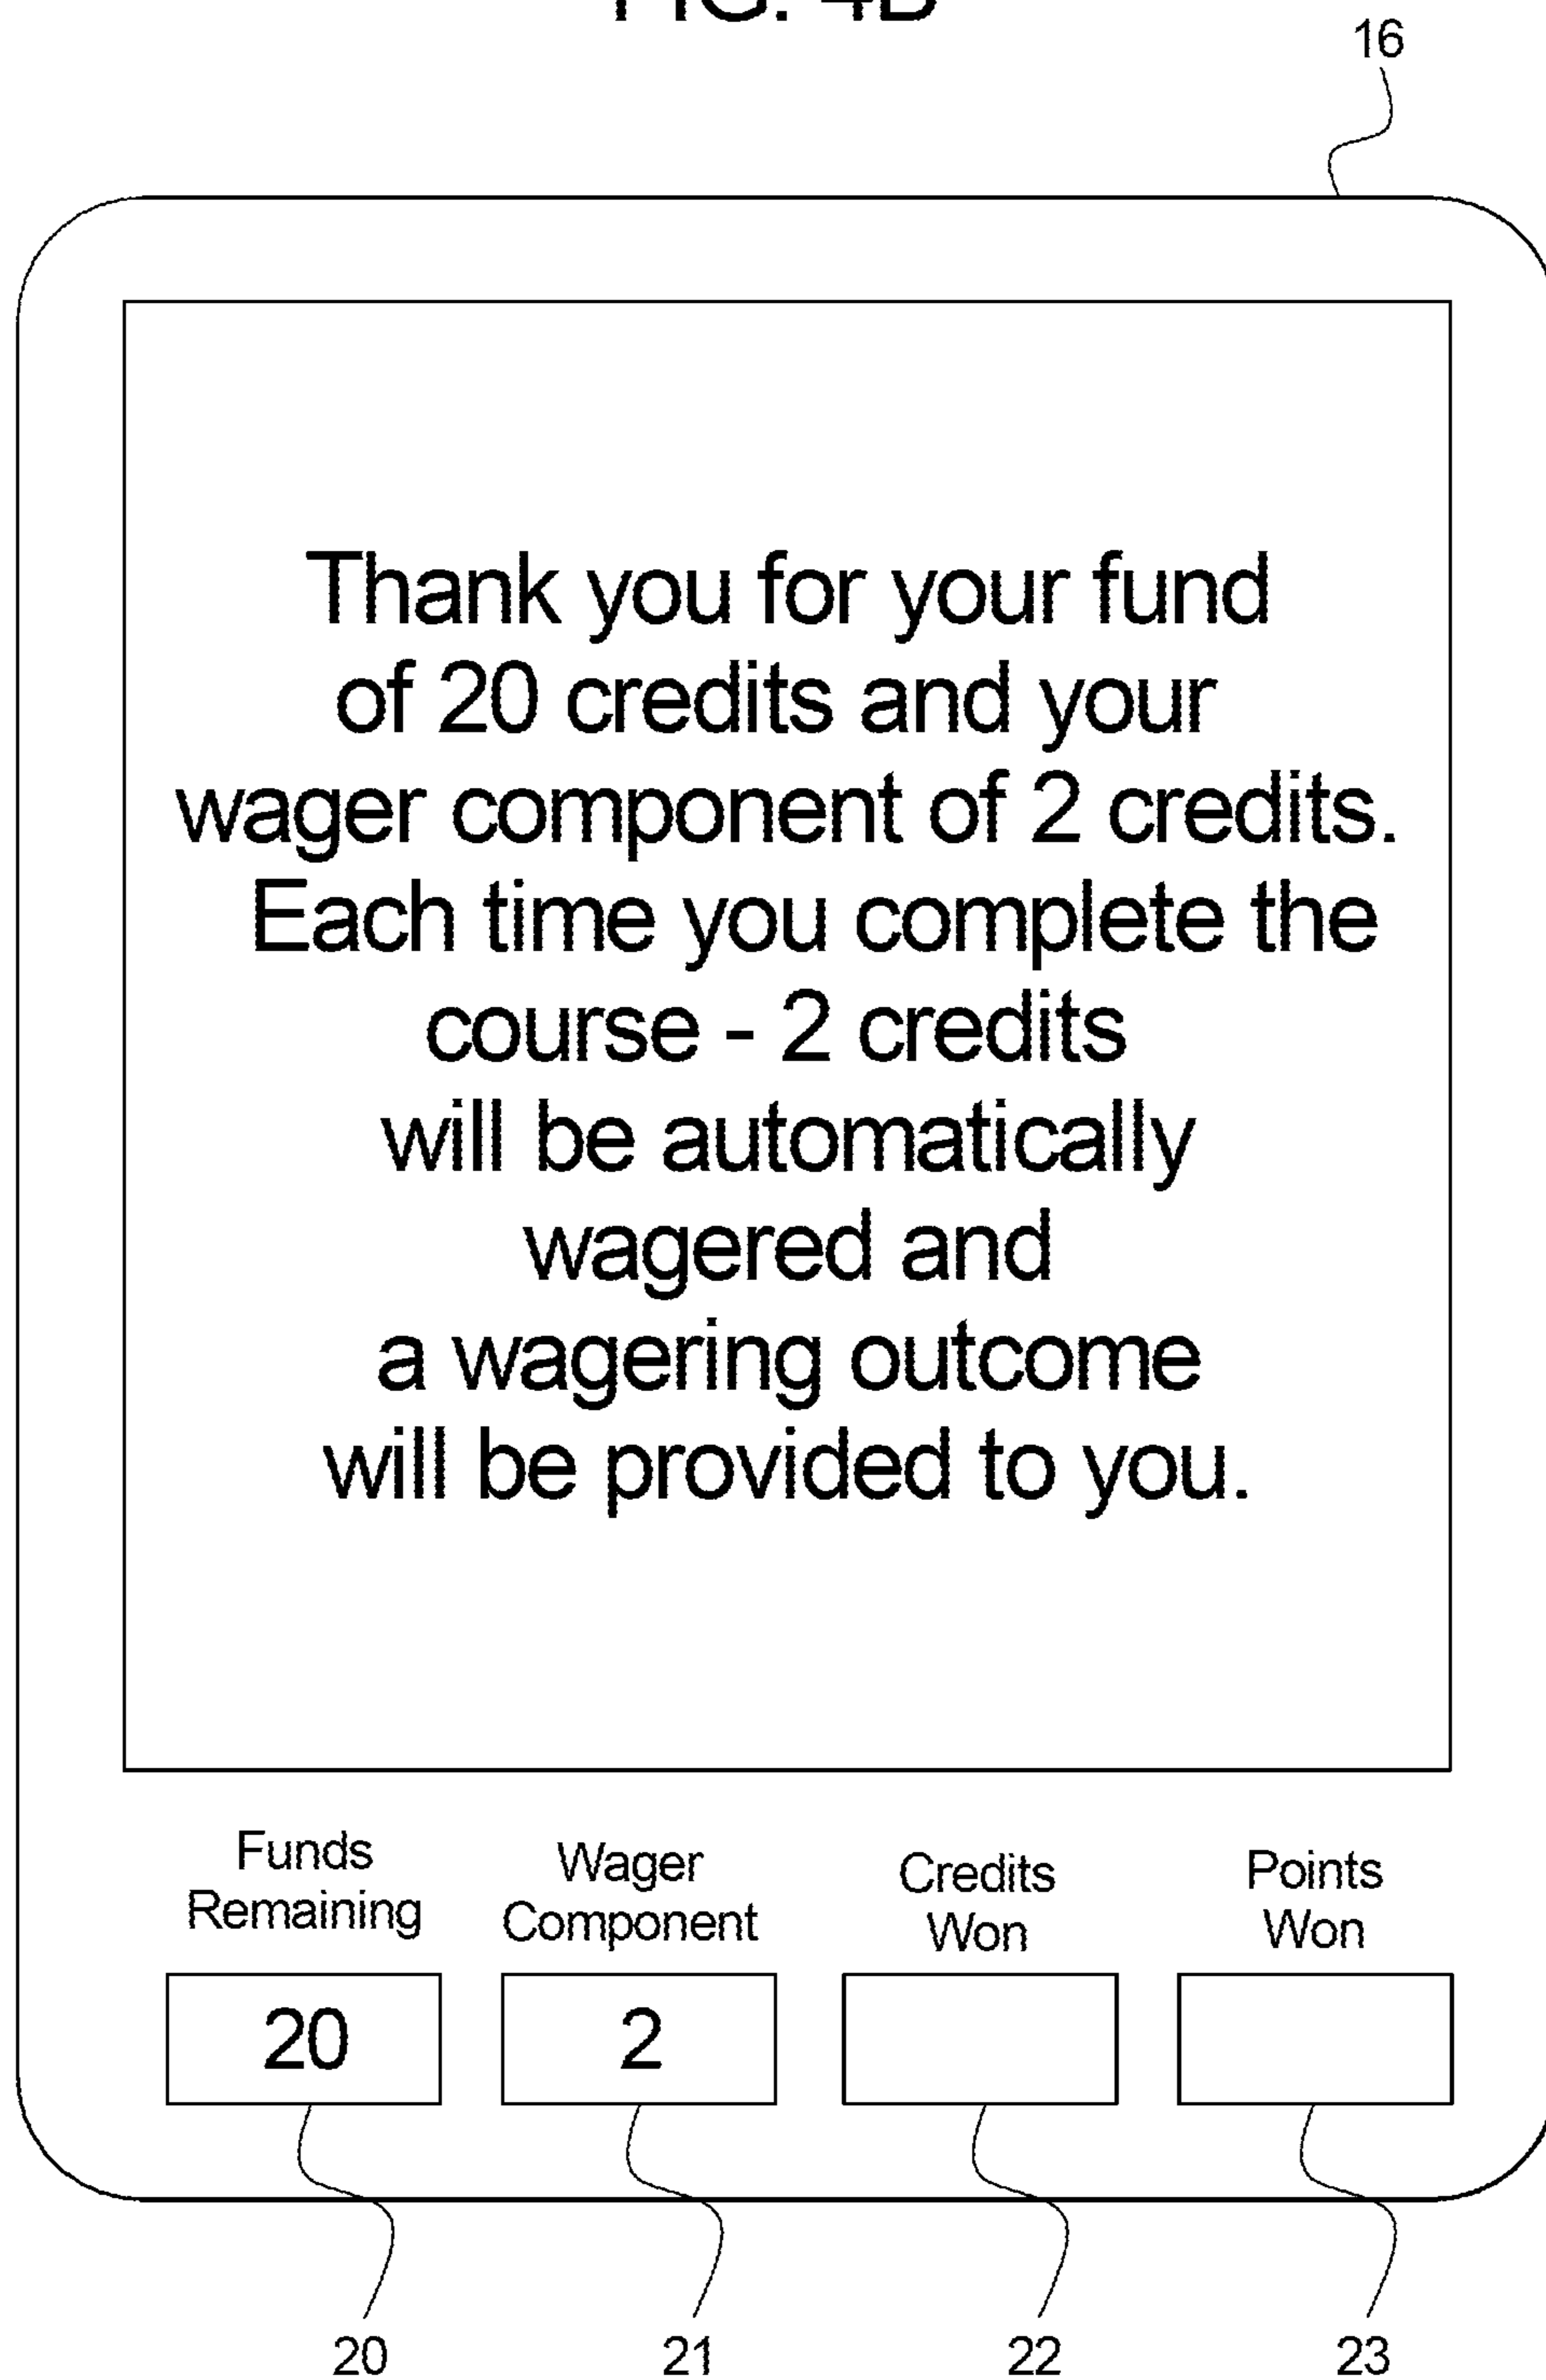 FIG. 4B
16
Thank you for your fund
of 20 credits and your
wager component of 2 credits.
Each time you complete the
course - 2 credits
will be automatically
wagered and
a wagering outcome
will be provided to you.
Funds
Remaining
Wager
Component
Credits
Won
Points
Won
20
2
20
21
22
23